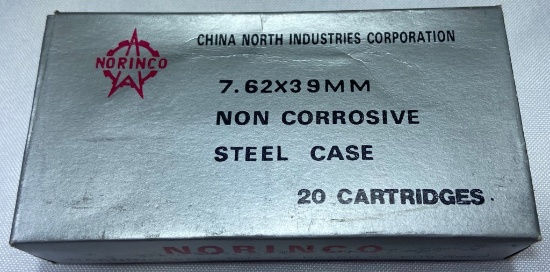 NORINCO
CHINA NORTH INDUSTRIES CORPORATION
7.62X39MM
NON CORROSIVE
STEEL CASE
20 CARTRIDGES
NORINCO